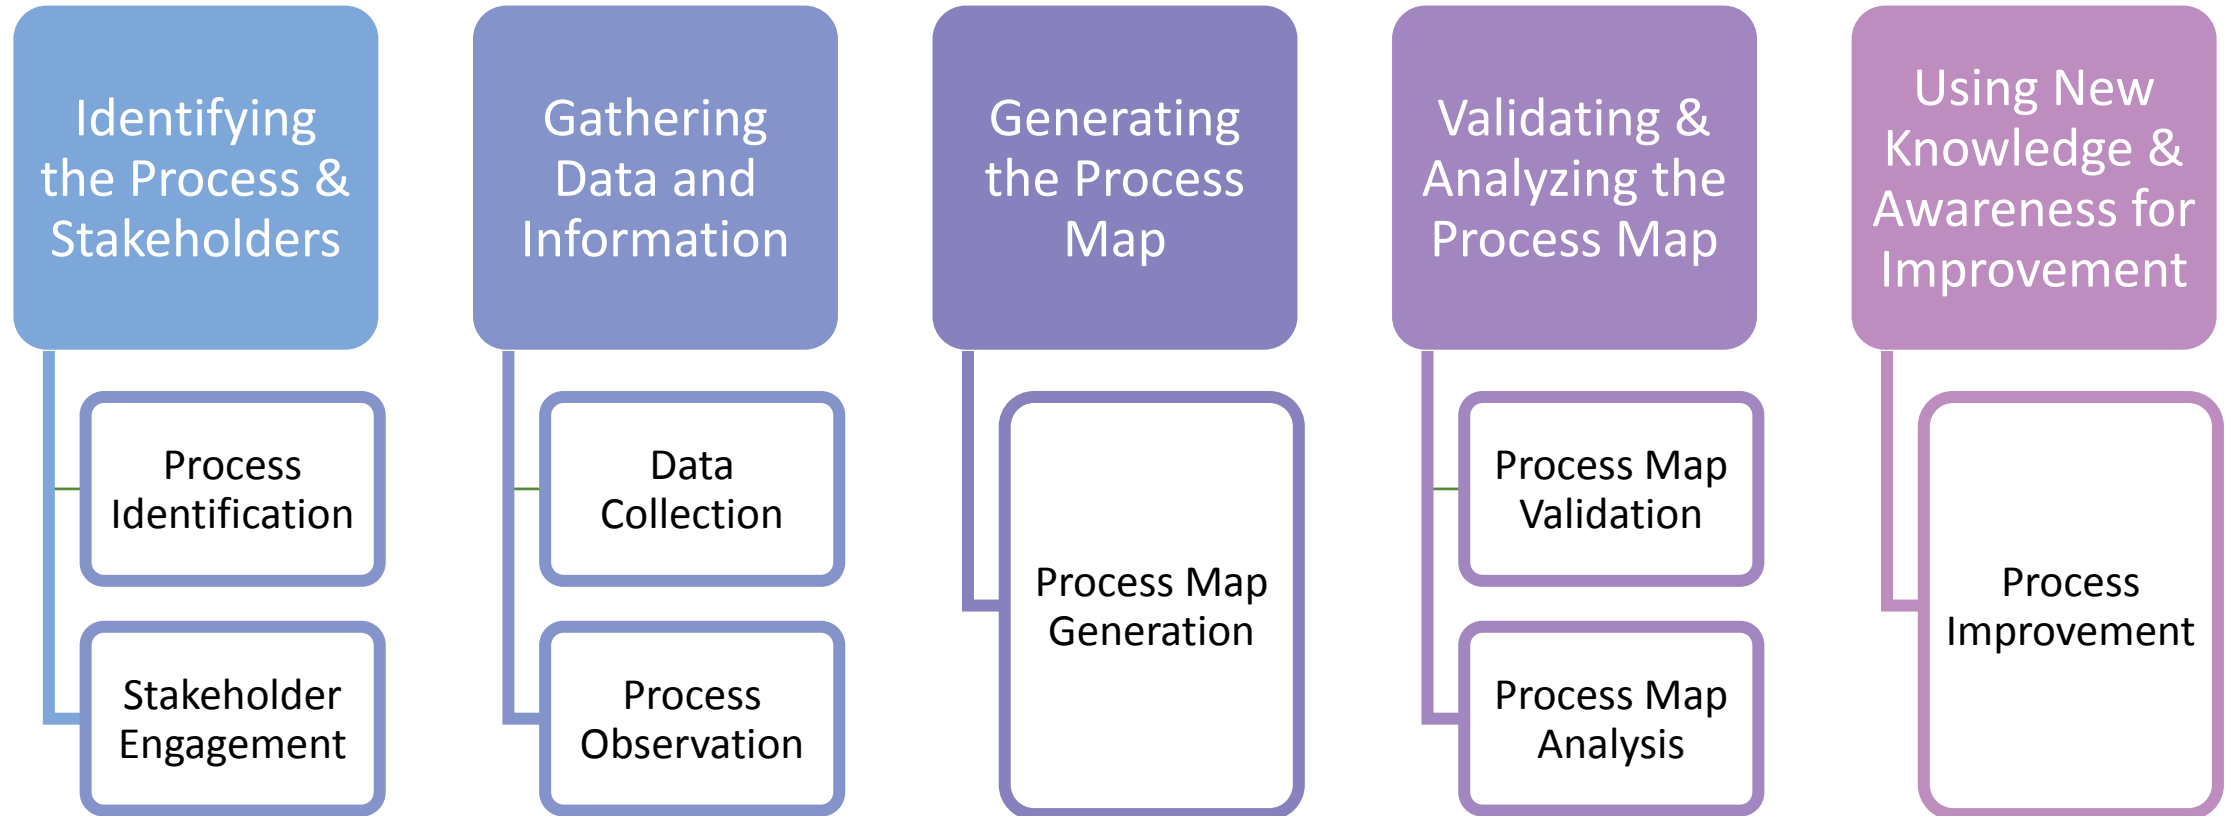 Identifying
the Process &
Stakeholders
Process
Identification
Stakeholder
Engagement
Gathering
Data and
Information
Data
Collection
Process
Observation
Generating
the Process
Map
Process Map
Generation
Validating &
Analyzing the
Process Map
Process Map
Validation
Process Map
Analysis
Using New
Knowledge &
Awareness for
Improvement
Process
Improvement